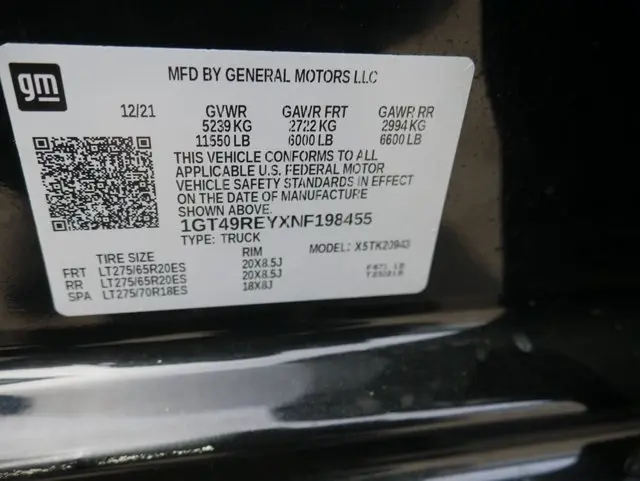 gm
MFD BY GENERAL MOTORS LLC
12/21 GVWR GAWR FRT GAWR RR
5239 KG 2722 KG 2994 KG
11550 LB 6000 LB 6600 LB
THIS VEHICLE CONFORMS TO ALL
APPLICABLE U.S. FEDERAL MOTOR
VEHICLE SAFETY STANDARDS IN EFFECT
ON THE DATE OF MANUFACTURE
SHOWN ABOVE.
1GT49REYXNF198455
TYPE: TRUCK MODEL: X5TK20943
TIRE SIZE RIM
FRT LT275/65R20ES 20X8.5J
RR LT275/65R20ES 20X8.5J
SPA LT275/70R18ES 18X8J